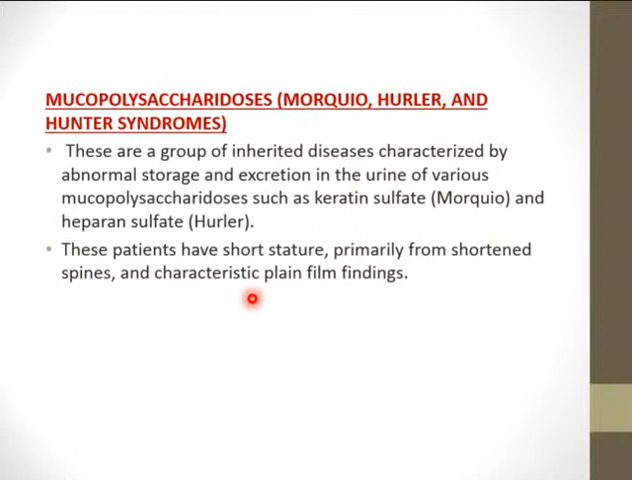 MUCOPOLYSACCHARIDOSES (MORQUIO, HURLER, AND
HUNTER SYNDROMES)
• These are a group of inherited diseases characterized by
abnormal storage and excretion in the urine of various
mucopolysaccharidoses such as keratin sulfate (Morquio) and
heparan sulfate (Hurler).
• These patients have short stature, primarily from shortened
spines, and characteristic plain film findings.